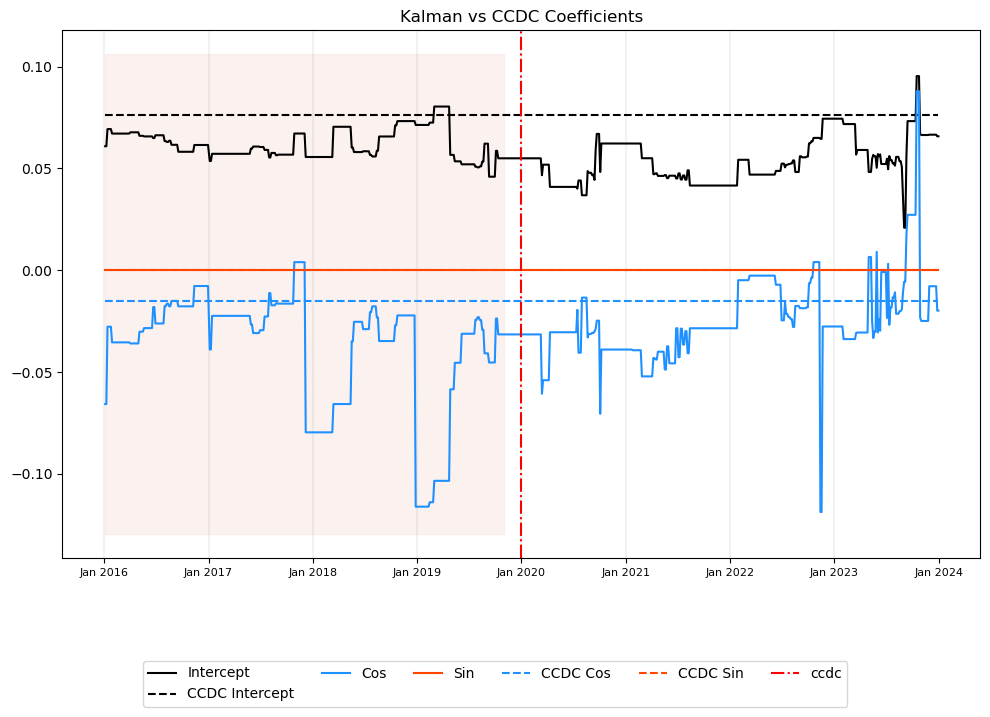 Kalman vs CCDC Coefficients
0.10
0.05
0.00
−0.05
−0.10
Jan 2016 Jan 2017 Jan 2018 Jan 2019 Jan 2020 Jan 2021 Jan 2022 Jan 2023 Jan 2024
Intercept Cos Sin CCDC Cos CCDC Sin ccdc
CCDC Intercept